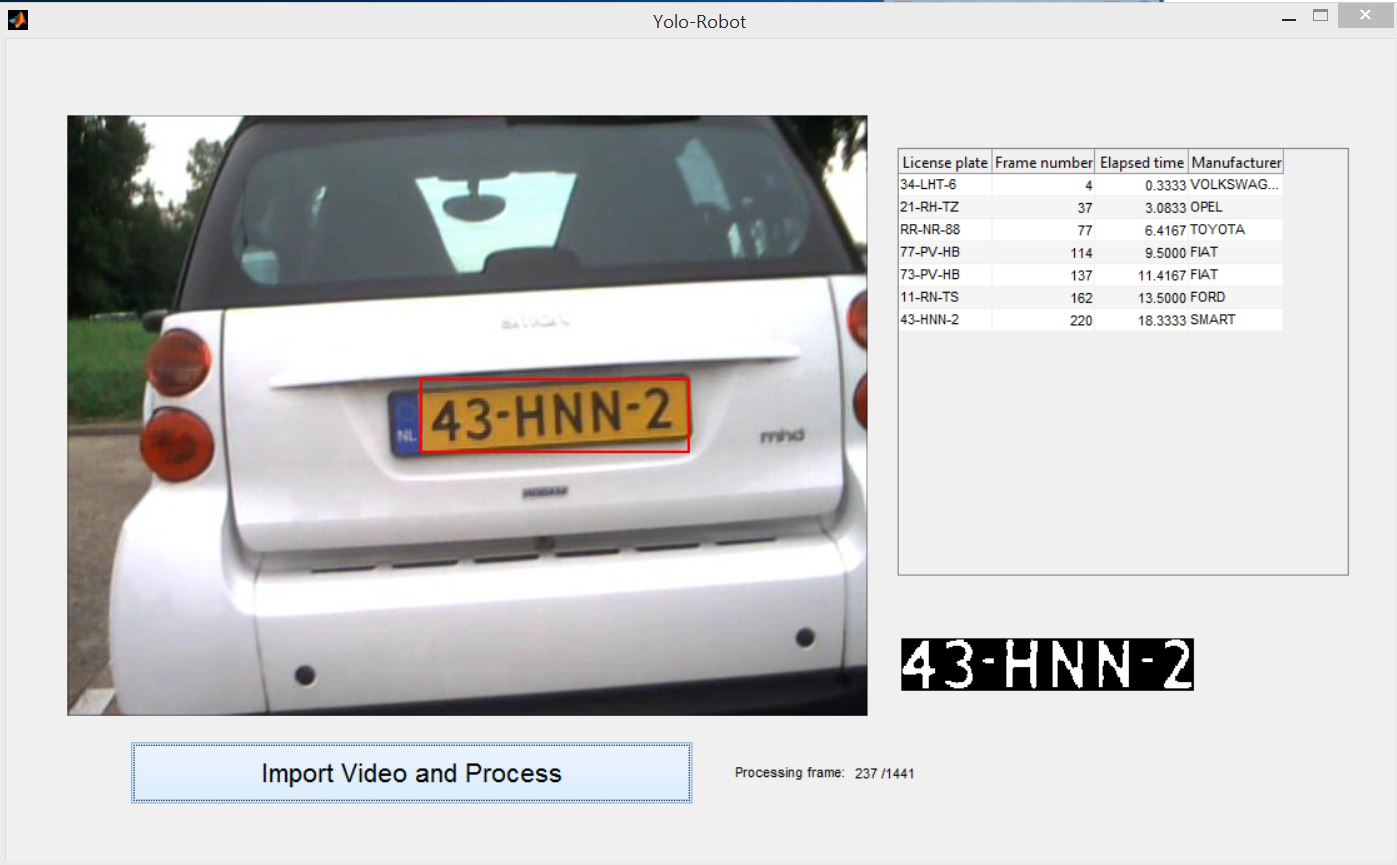 Yolo-Robot
License plate Frame number Elapsed time Manufacturer
34-LHT-6 4 0.3333 VOLKSWAG...
21-RH-TZ 37 3.0833 OPEL
RR-NR-88 77 6.4167 TOYOTA
77-PV-HB 114 9.5000 FIAT
73-PV-HB 137 11.4167 FIAT
11-RN-TS 162 13.5000 FORD
43-HNN-2 220 18.3333 SMART
smart
NL 43-HNN-2
mhd
43-HNN-2
Import Video and Process
Processing frame: 237 /1441